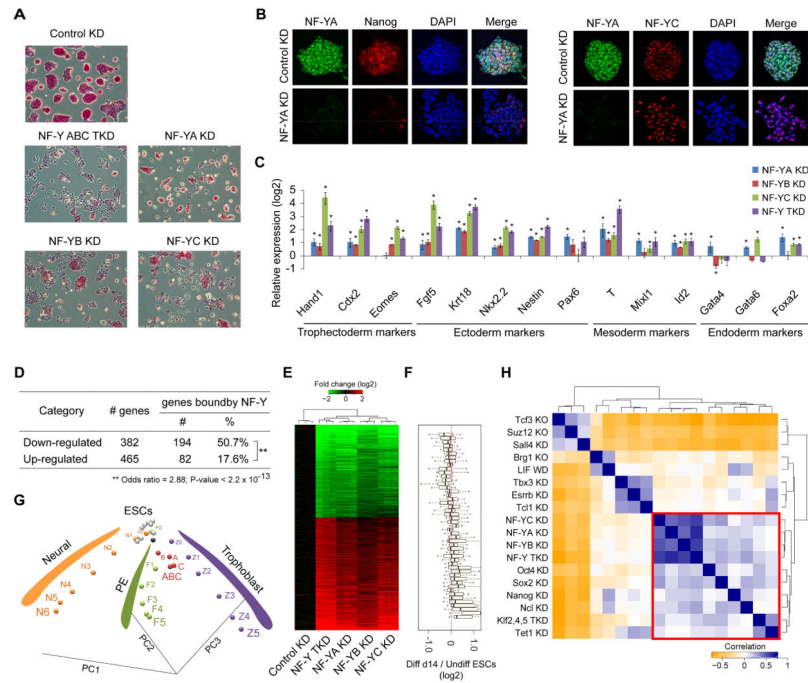 A
Control KD
NF-Y ABC TKD
NF-YA KD
NF-YB KD
NF-YC KD
B
NF-YA
Nanog
DAPI
Merge
Control KD
NF-YA KD
NF-YA
NF-YC
DAPI
Merge
Control KD
NF-YA KD
C
Relative expression (log2)
6
5
4
3
2
1
0
-1
NF-YA KD
NF-YB KD
NF-YC KD
NF-Y TKD
Hand1
Cdx2
Eomes
Fgf5
Krt18
Nkx2.2
Nestin
Pax6
T
Mixl1
Id2
Gata4
Gata6
Foxa2
Trophectoderm markers
Ectoderm markers
Mesoderm markers
Endoderm markers
D
Category
# genes
genes boundby NF-Y
#
%
Down-regulated 382 194 50.7%
Up-regulated 465 82 17.6%
**
** Odds ratio = 2.88; P-value < 2.2 x 10-13
E
Fold change (log2)
−2 0 +2
Control KD
NF-Y TKD
NF-YA KD
NF-YB KD
NF-YC KD
F
-1.0
0
1.0
Diff d14 / Undiff ESCs
(log2)
G
ESCs
Neural
PE
Trophoblast
N1
N2
N3
N4
N5
N6
F0
F1
F2
F3
F4
F5
B
A
C
ABC
Z0
Z1
Z2
Z3
Z4
Z5
PC1
PC2
PC3
H
Tcf3 KO
Suz12 KO
Sall4 KD
Brg1 KO
LIF WD
Tbx3 KD
Esrrb KD
Tcl1 KD
NF-YC KD
NF-YA KD
NF-YB KD
NF-Y TKD
Oct4 KD
Sox2 KD
Nanog KD
Ncl KD
Klf2,4,5 TKD
Tet1 KD
Correlation
−0.5 0 0.5